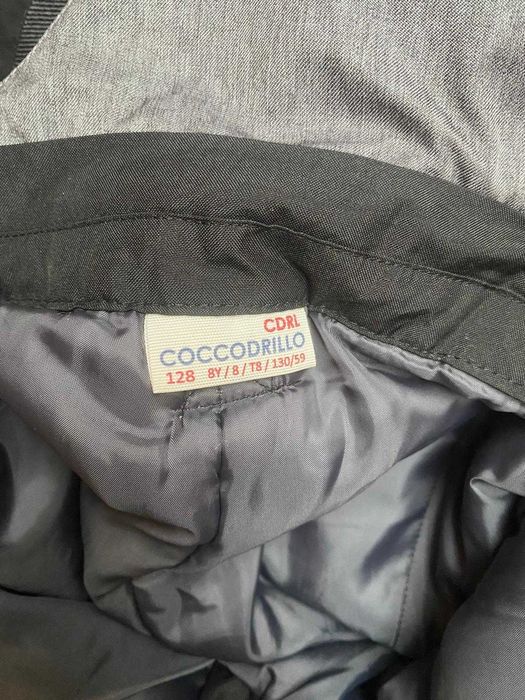 CDRL
COCCODRILLO
128 8Y / 8 / T8 / 130/59